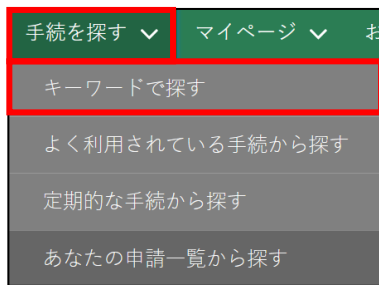 手続を探す マイページ お
キーワードで探す
よく利用されている手続から探す
定期的な手続から探す
あなたの申請一覧から探す